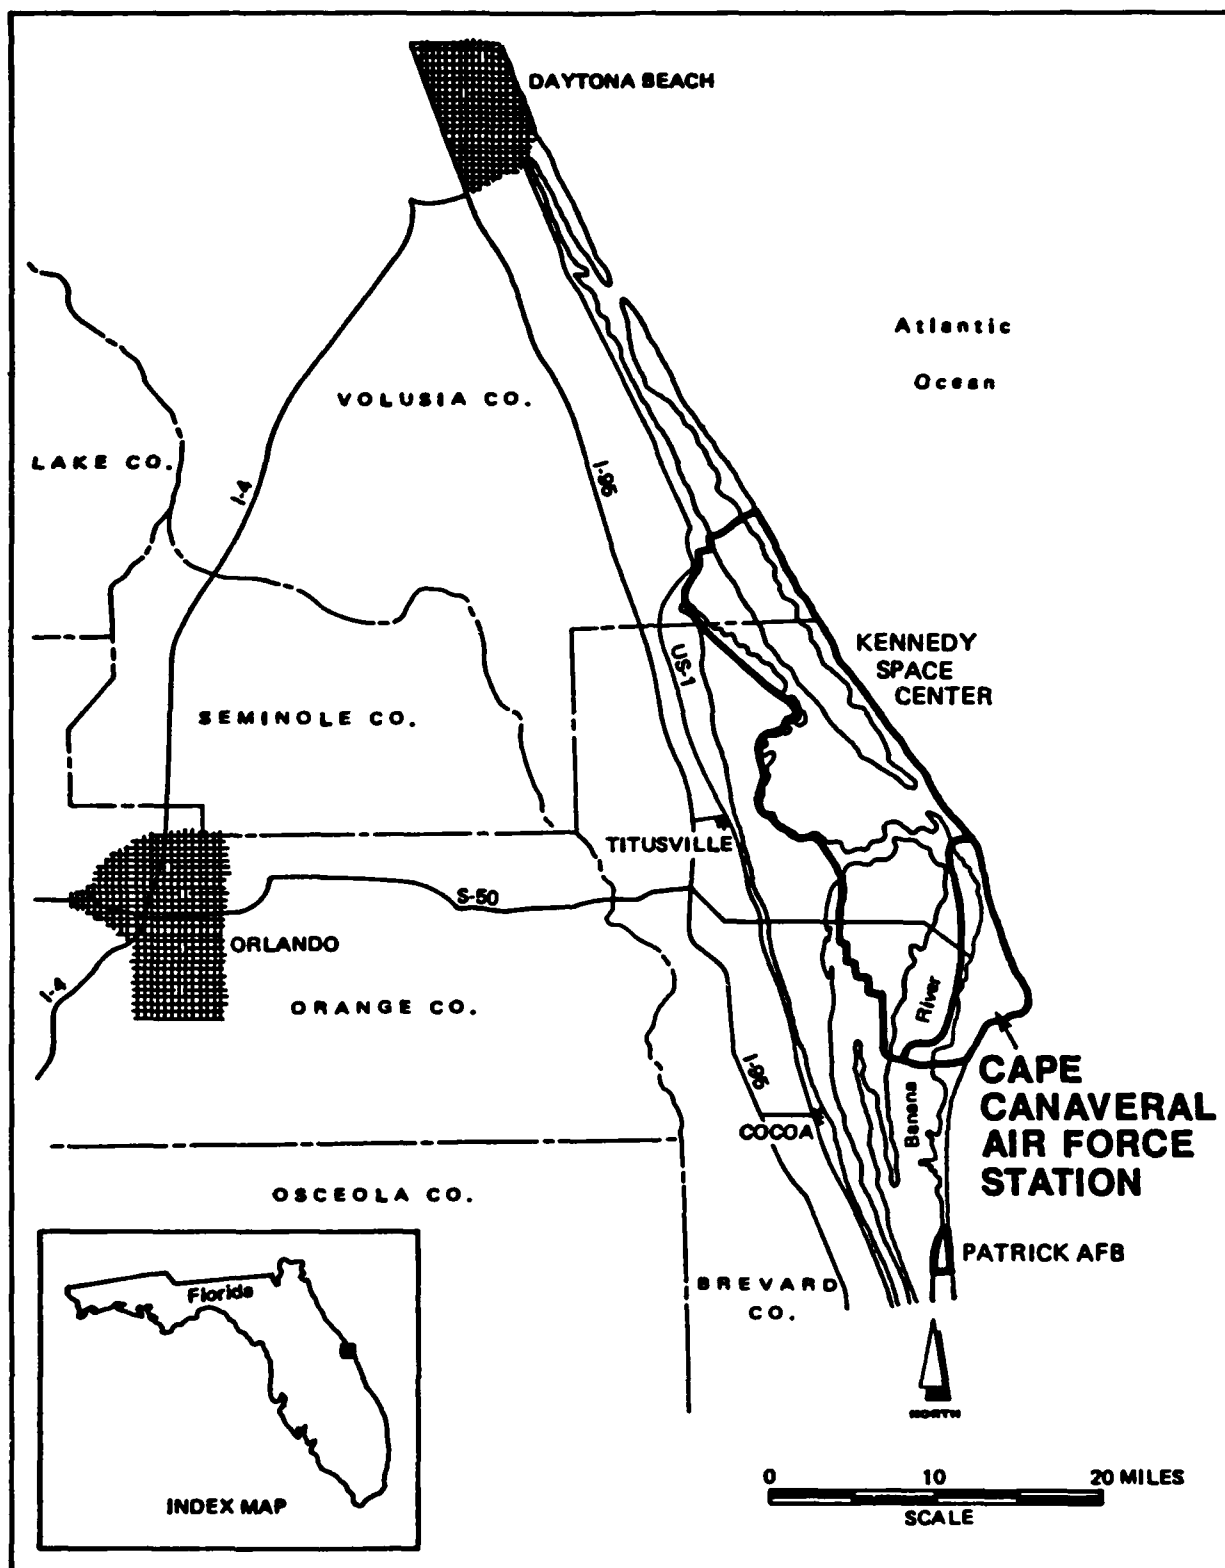 DAYTONA BEACH
Atlantic
Ocean
VOLUSIA CO.
LAKE CO.
I-4
I-95
KENNEDY
SPACE
CENTER
US-1
SEMINOLE CO.
TITUSVILLE
S-50
ORLANDO
I-4
ORANGE CO.
River
I-95
Banana
CAPE
CANAVERAL
AIR FORCE
STATION
COCOA
OSCEOLA CO.
PATRICK AFB
BREVARD
CO.
Florida
INDEX MAP
NORTH
0 10 20 MILES
SCALE